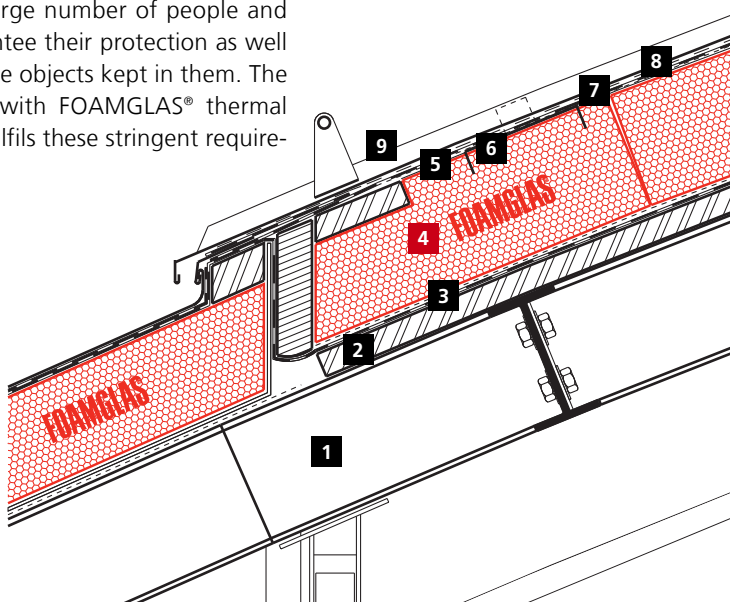 rge number of people and
ntee their protection as well
e objects kept in them. The
with FOAMGLAS® thermal
lfils these stringent require-
8
7
9
6
5
FOAMGLAS
4
3
2
FOAMGLAS
1